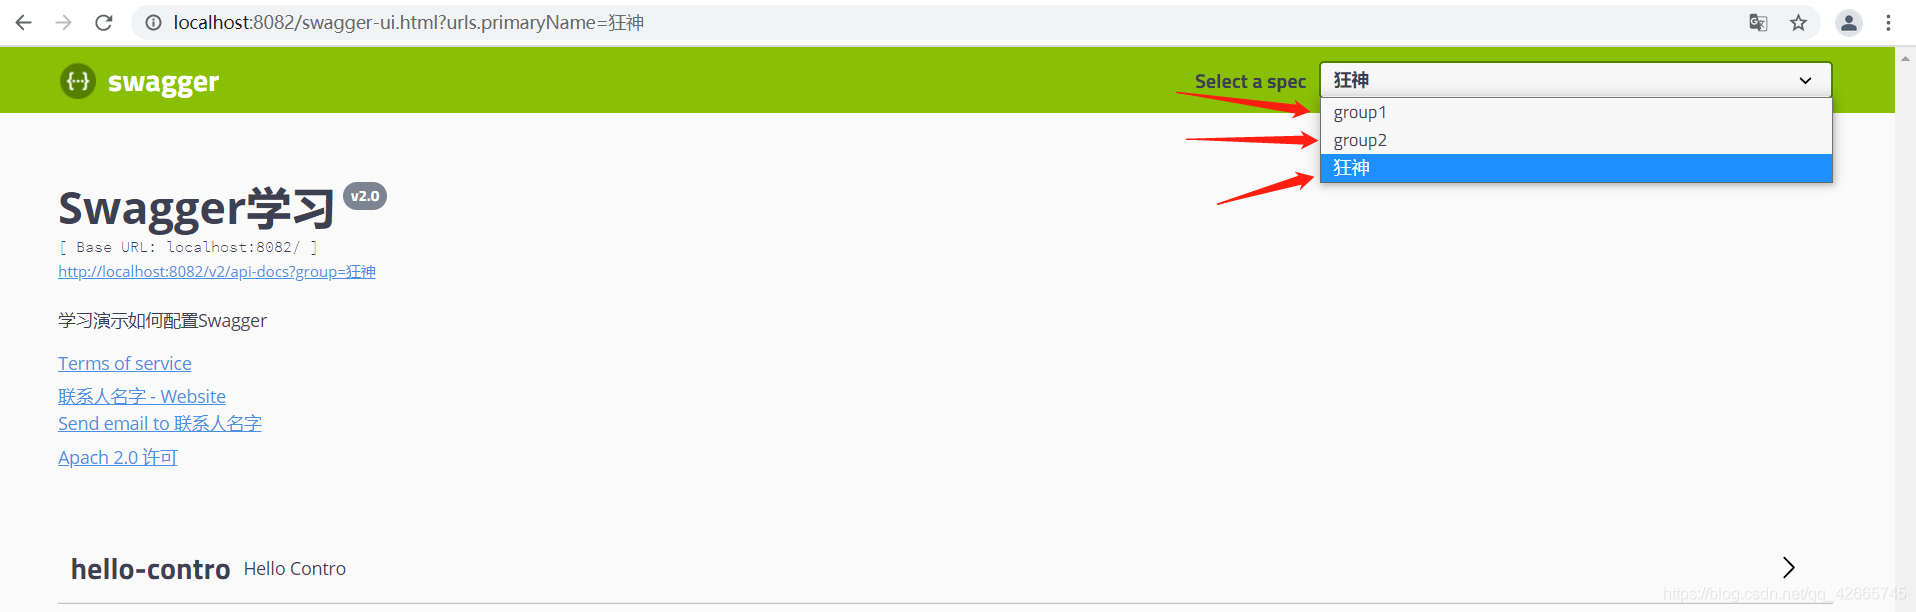 localhost:8082/swagger-ui.html?urls.primaryName=狂神
swagger
Select a spec
狂神
group1
group2
狂神
Swagger学习 v2.0
[ Base URL: localhost:8082/ ]
http://localhost:8082/v2/api-docs?group=狂神
学习演示如何配置Swagger
Terms of service
联系人名字 - Website
Send email to 联系人名字
Apach 2.0 许可
hello-contro Hello Contro
https://blog.csdn.net/qq_42665745